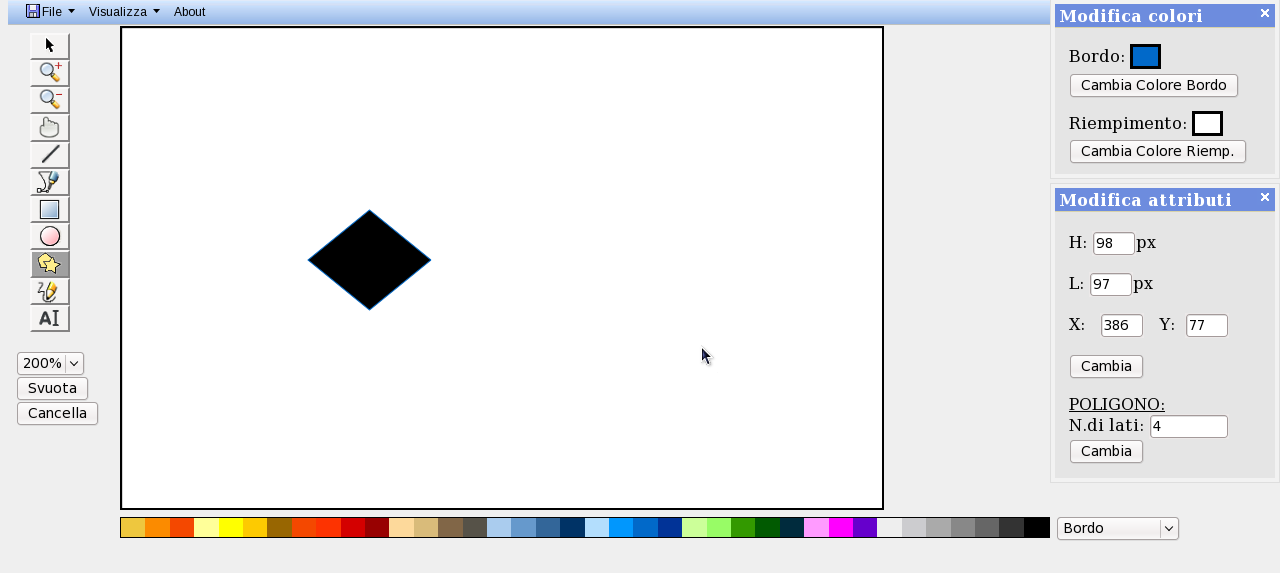 File Visualizza About
Modifica colori
Bordo:
Cambia Colore Bordo
Riempimento:
Cambia Colore Riemp.
Modifica attributi
H: 98 px
L: 97 px
X: 386 Y: 77
Cambia
POLIGONO:
N.di lati: 4
Cambia
AI
200%
Svuota
Cancella
Bordo